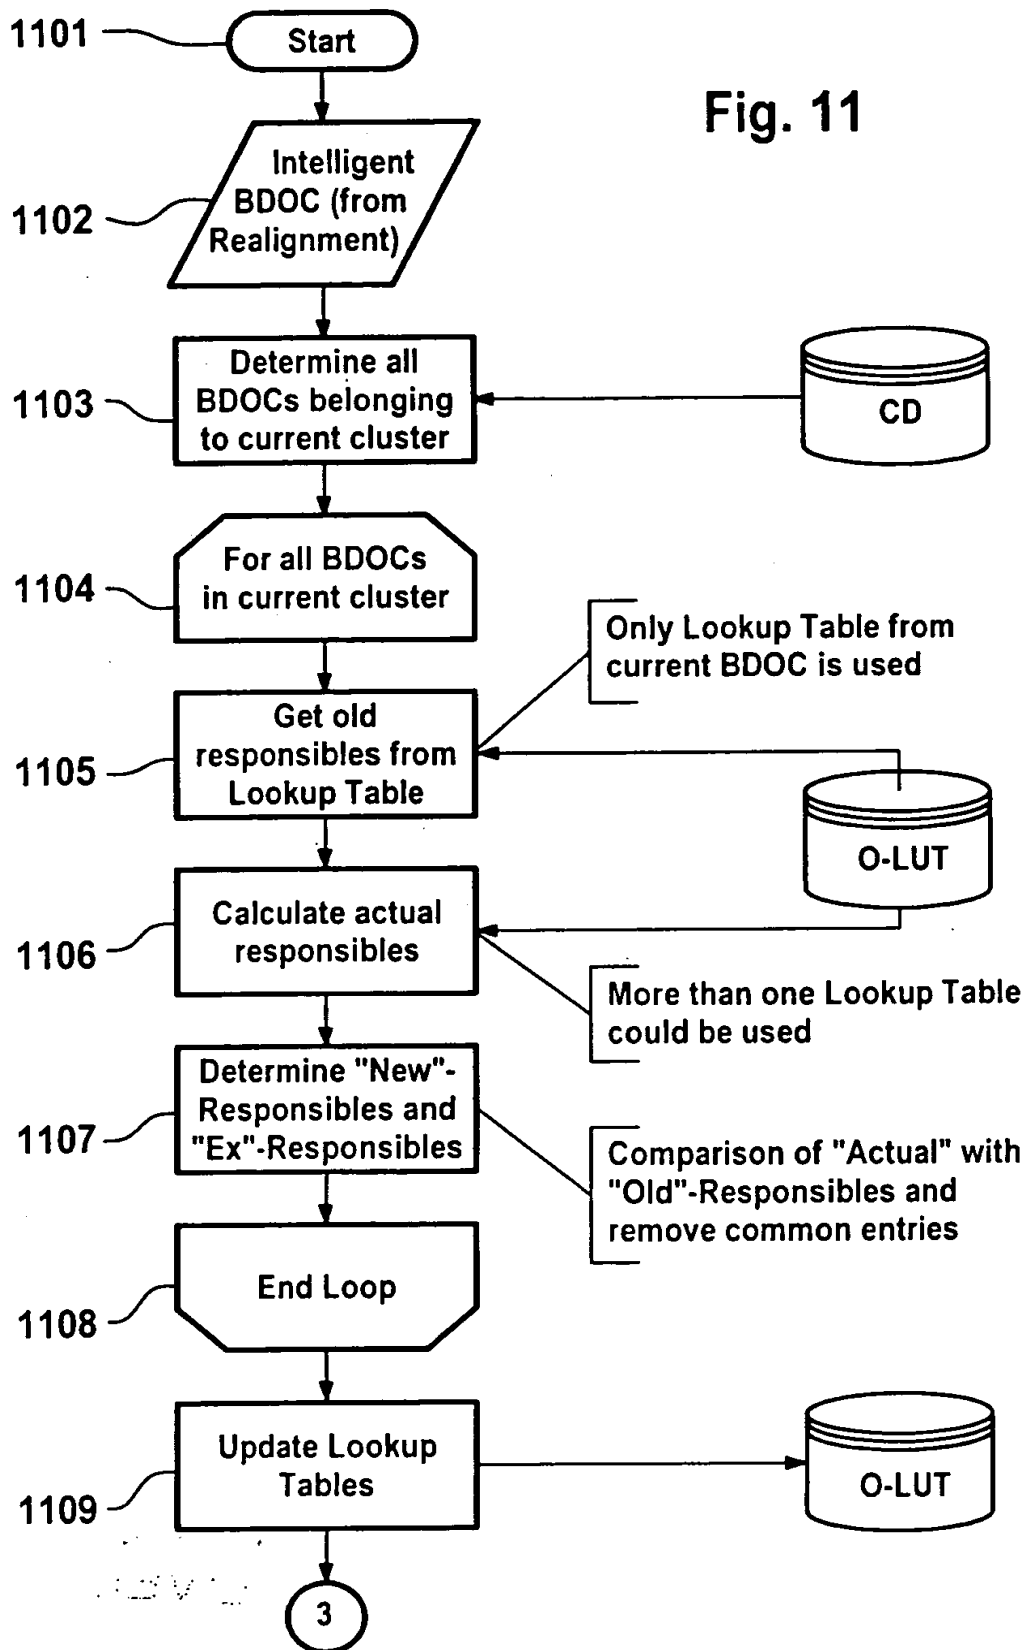 1101
Start
Fig. 11
1102
Intelligent
BDOC (from
Realignment)
1103
Determine all
BDOCs belonging
to current cluster
CD
1104
For all BDOCs
in current cluster
Only Lookup Table from
current BDOC is used
1105
Get old
responsibles from
Lookup Table
O-LUT
1106
Calculate actual
responsibles
More than one Lookup Table
could be used
1107
Determine "New"-
Responsibles and
"Ex"-Responsibles
Comparison of "Actual" with
"Old"-Responsibles and
remove common entries
1108
End Loop
1109
Update Lookup
Tables
O-LUT
3